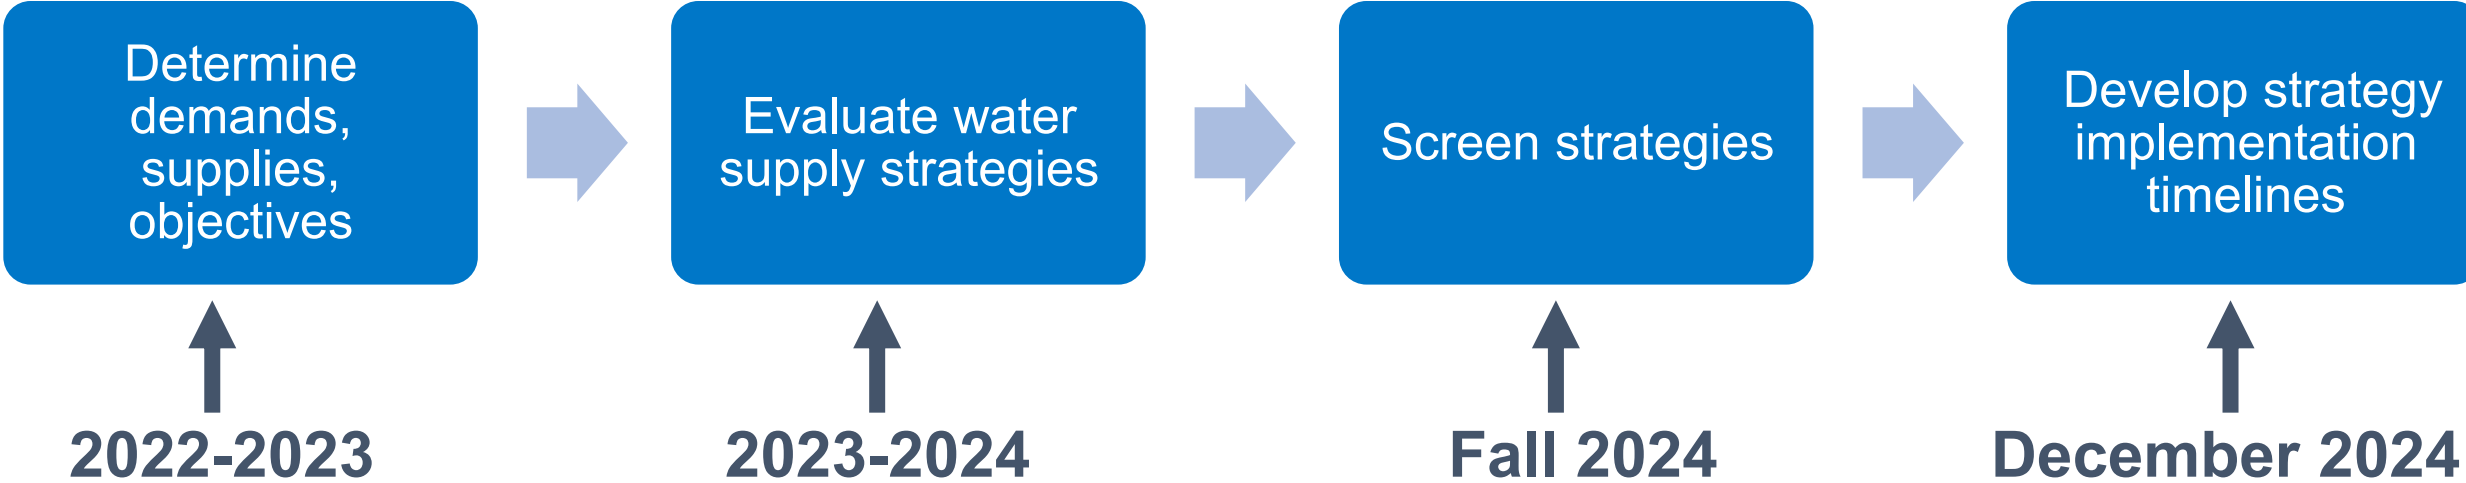 Determine
demands,
supplies,
objectives
2022-2023
Evaluate water
supply strategies
2023-2024
Screen strategies
Fall 2024
Develop strategy
implementation
timelines
December 2024